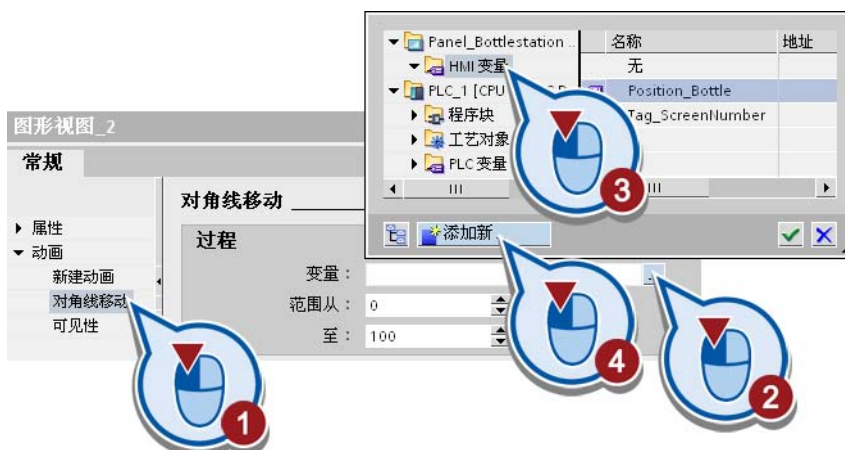 Panel_Bottlestation ..
名称
地址
HMI 变量
无
PLC_1 [CPU
Position_Bottle
程序块
Tag_ScreenNumber
工艺对象
PLC 变量
3
添加新
图形视图_2
常规
对角线移动
属性
过程
动画
新建动画
变量：
...
对角线移动
范围从：
0
可见性
至：
100
4
2
1